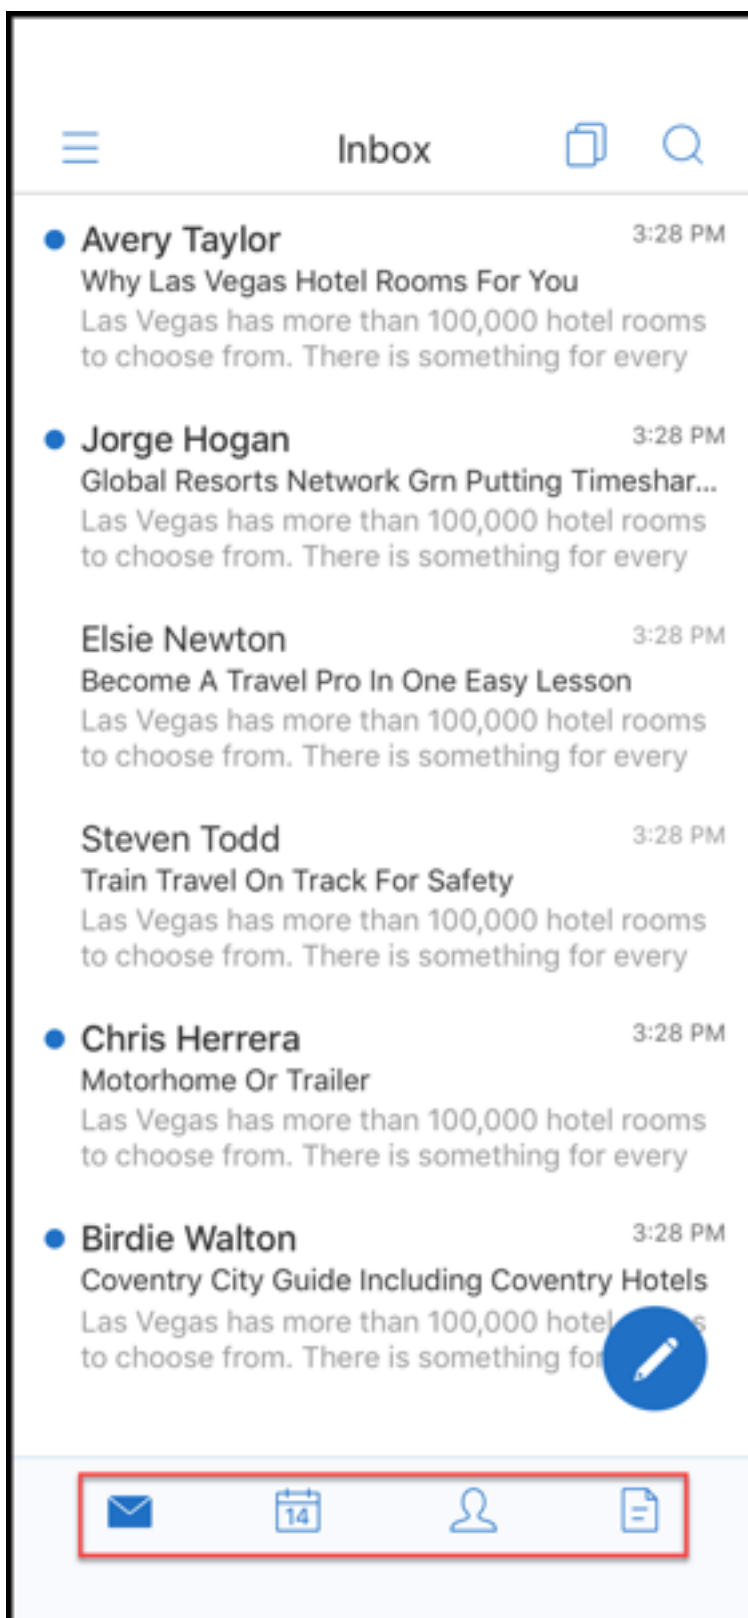 Inbox
Avery Taylor 3:28 PM
Why Las Vegas Hotel Rooms For You
Las Vegas has more than 100,000 hotel rooms
to choose from. There is something for every
Jorge Hogan 3:28 PM
Global Resorts Network Grn Putting Timeshar...
Las Vegas has more than 100,000 hotel rooms
to choose from. There is something for every
Elsie Newton 3:28 PM
Become A Travel Pro In One Easy Lesson
Las Vegas has more than 100,000 hotel rooms
to choose from. There is something for every
Steven Todd 3:28 PM
Train Travel On Track For Safety
Las Vegas has more than 100,000 hotel rooms
to choose from. There is something for every
Chris Herrera 3:28 PM
Motorhome Or Trailer
Las Vegas has more than 100,000 hotel rooms
to choose from. There is something for every
Birdie Walton 3:28 PM
Coventry City Guide Including Coventry Hotels
Las Vegas has more than 100,000 hotel
to choose from. There is something for
14